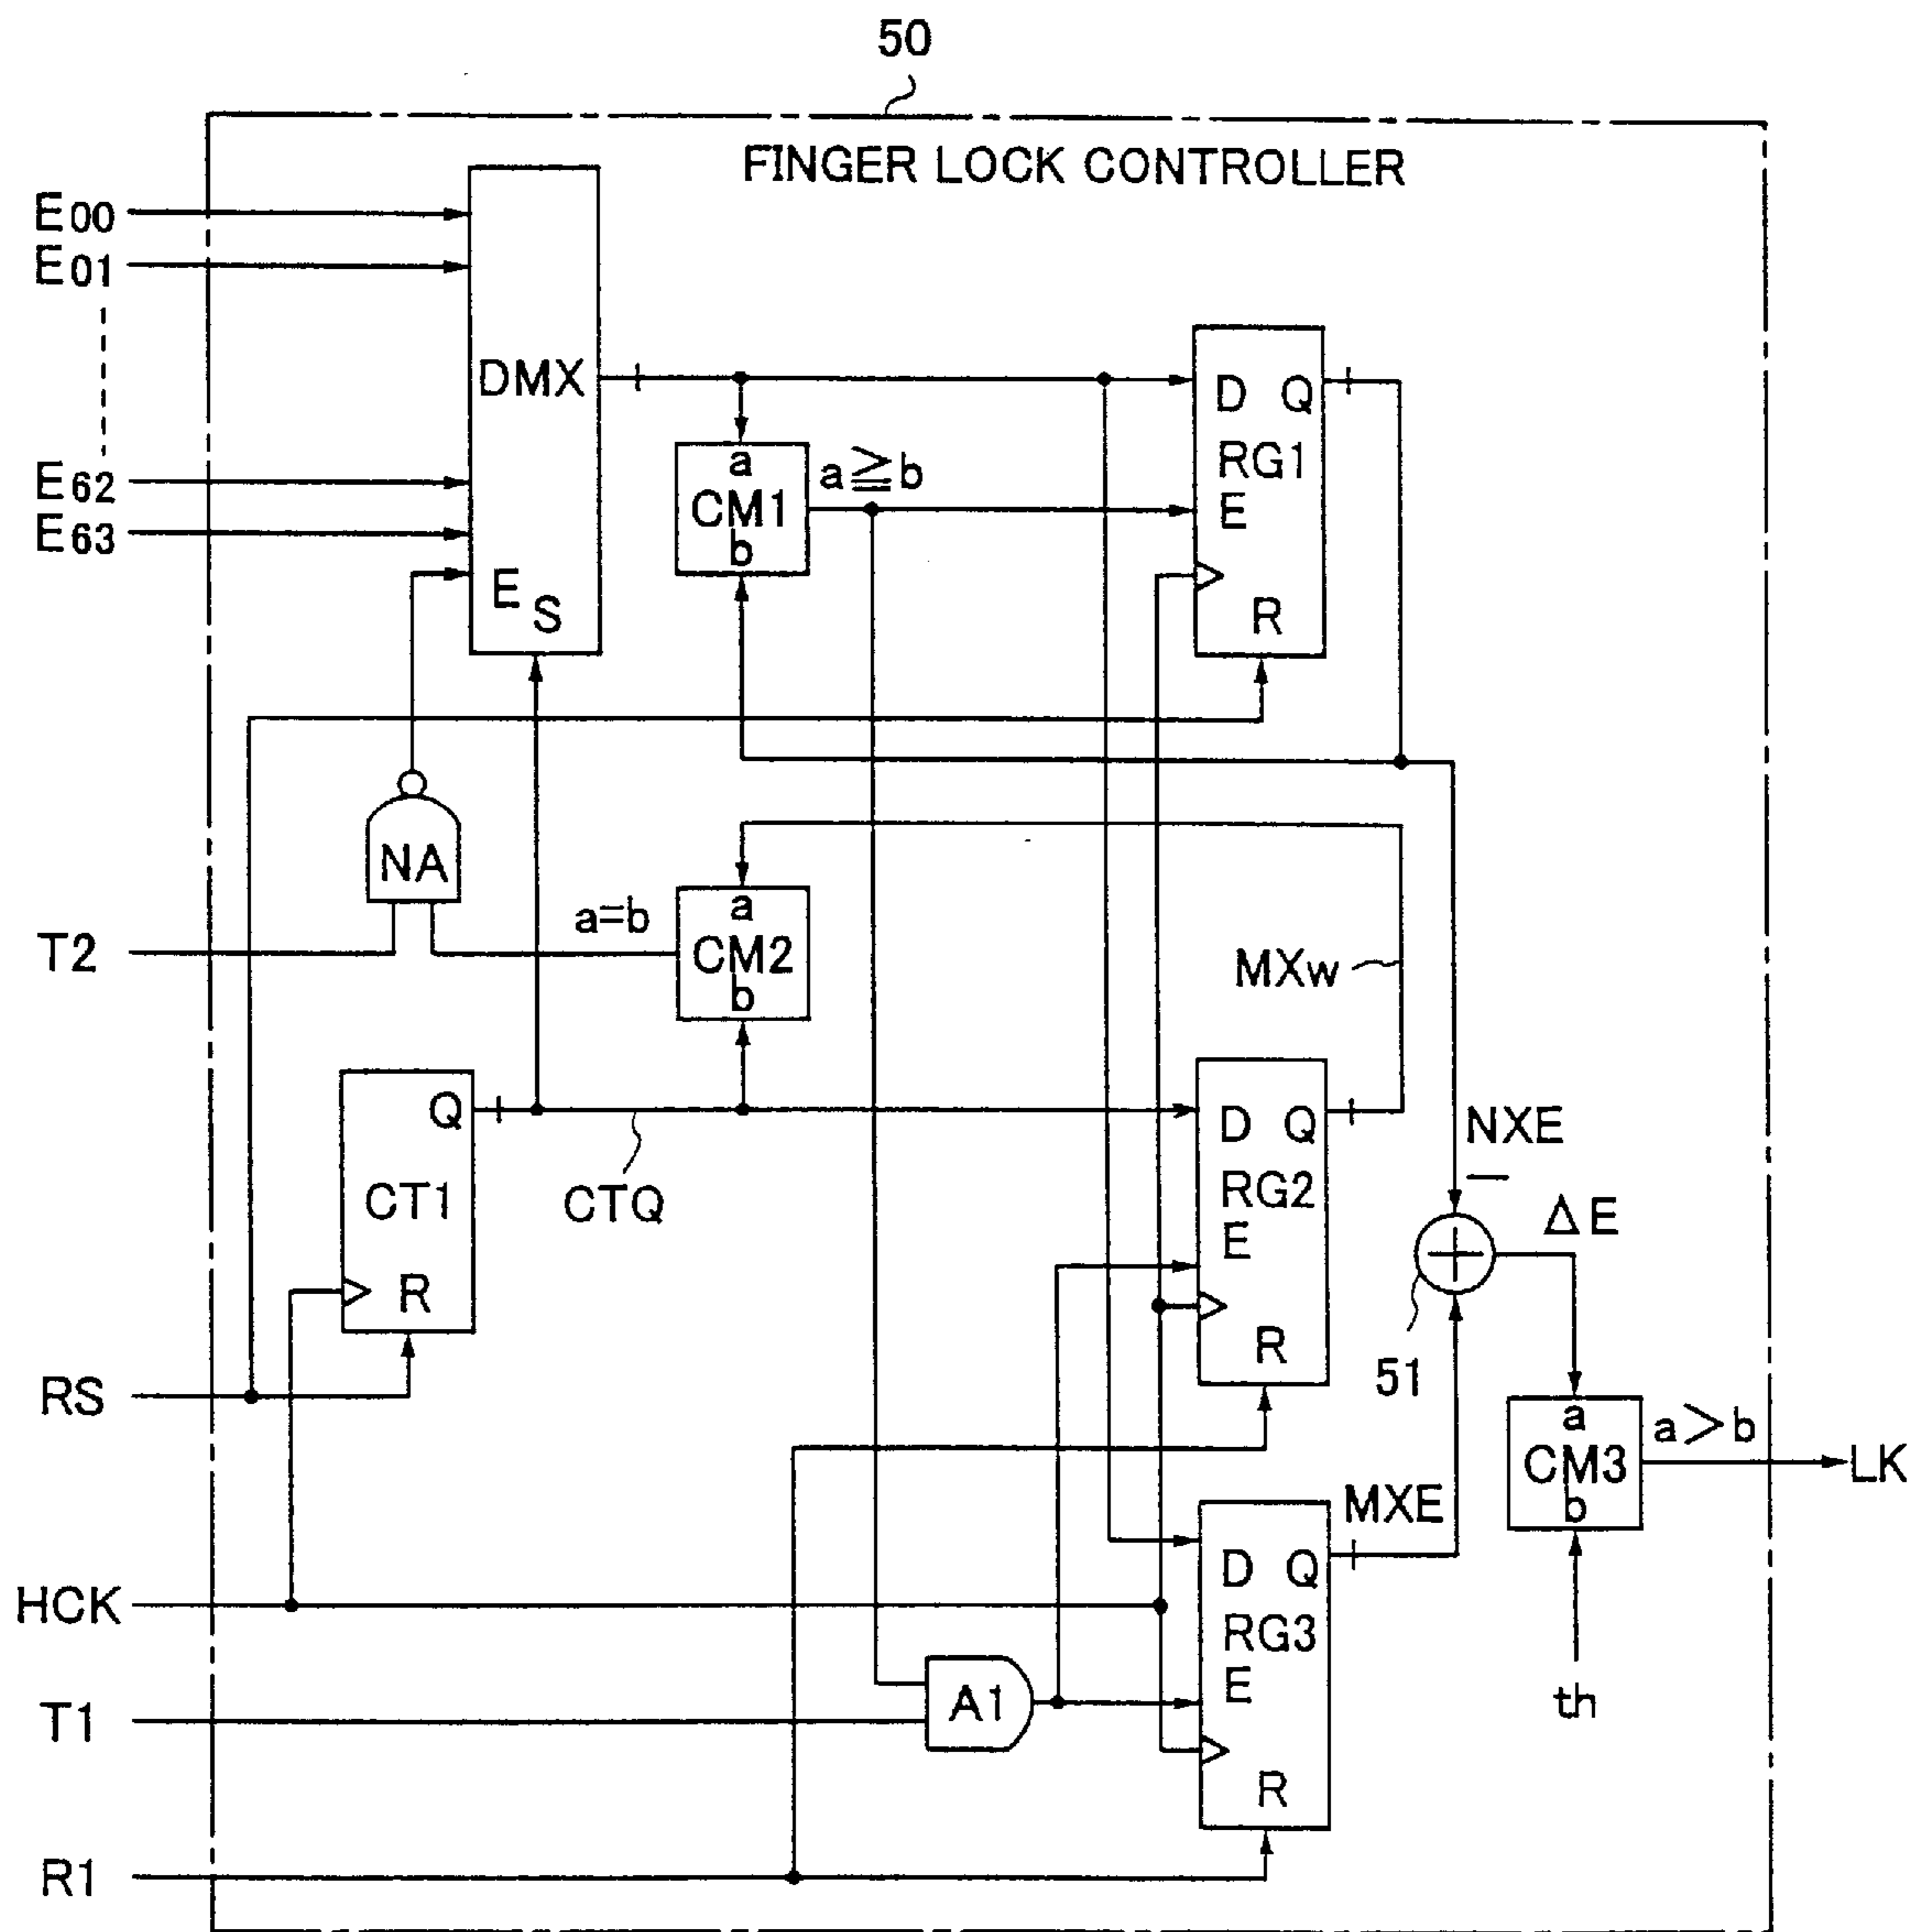 50
FINGER LOCK CONTROLLER
E00
E01
E62
E63
DMX
E S
a
CM1
b
a≧b
D Q
RG1
E
R
NA
T2
a=b
a
CM2
b
MXw
Q
CT1
R
CTQ
D Q
RG2
E
R
NXE
−
ΔE
51
RS
a
CM3
b
a>b
LK
MXE
HCK
D Q
RG3
E
R
th
A1
T1
R1